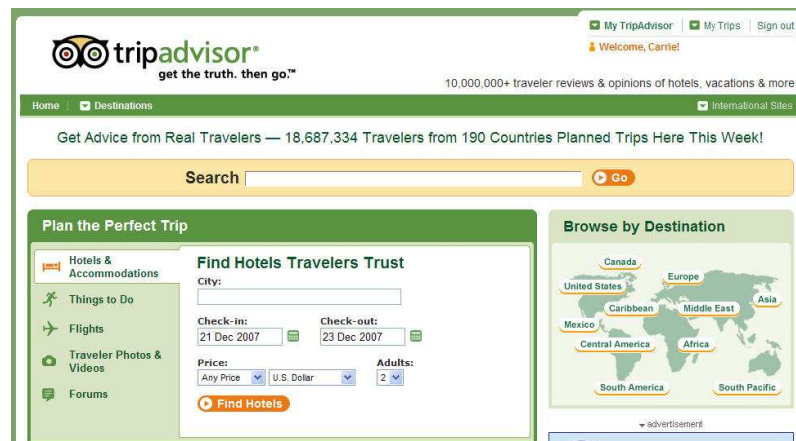 My TripAdvisor My Trips Sign out
Welcome, Carrie!
tripadvisor®
get the truth. then go.™
10,000,000+ traveler reviews & opinions of hotels, vacations & more
Home Destinations International Sites
Get Advice from Real Travelers — 18,687,334 Travelers from 190 Countries Planned Trips Here This Week!
Search Go
Plan the Perfect Trip
Hotels &
Accommodations
Things to Do
Flights
Traveler Photos &
Videos
Forums
Find Hotels Travelers Trust
City:
Check-in: Check-out:
21 Dec 2007 23 Dec 2007
Price: Adults:
Any Price U.S. Dollar 2
Find Hotels
Browse by Destination
Canada
Europe
United States
Asia
Caribbean Middle East
Mexico
Central America Africa
South America South Pacific
advertisement